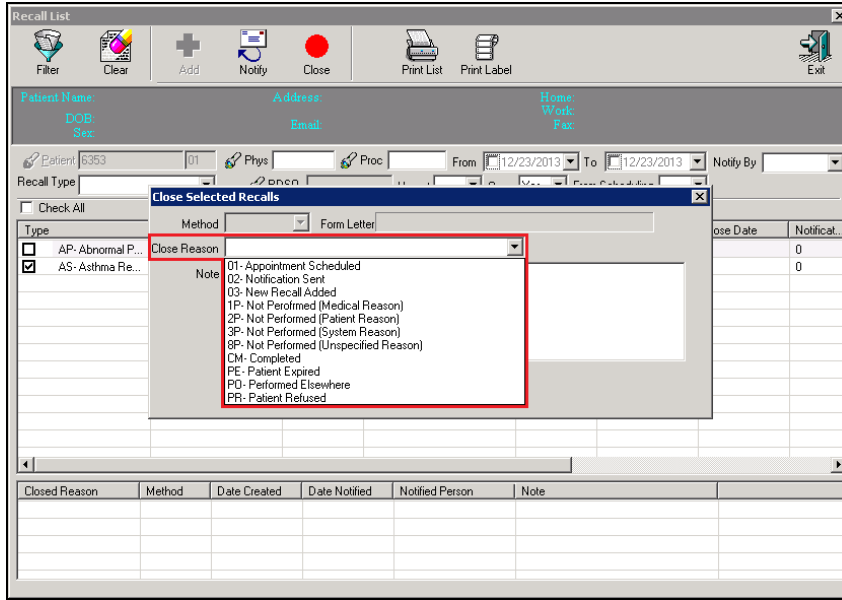 Recall List
Filter Clear Add Notify Close Print List Print Label Exit
Patient Name: Address: Home:
Work:
DOB: Email: Fax:
Sex:
Patient 6353 01 Phys Proc From 12/23/2013 To 12/23/2013 Notify By
Recall Type
Check All
Close Selected Recalls
Method Form Letter
Type ose Date Notificat...
Close Reason
AP- Abnormal P... 0
AS- Asthma Re... 0
Note
01- Appointment Scheduled
02- Notification Sent
03- New Recall Added
1P- Not Perofrmed (Medical Reason)
2P- Not Performed (Patient Reason)
3P- Not Performed (System Reason)
8P- Not Performed (Unspecified Reason)
CM- Completed
PE- Patient Expired
PO- Performed Elsewhere
PR- Patient Refused
Closed Reason Method Date Created Date Notified Notified Person Note